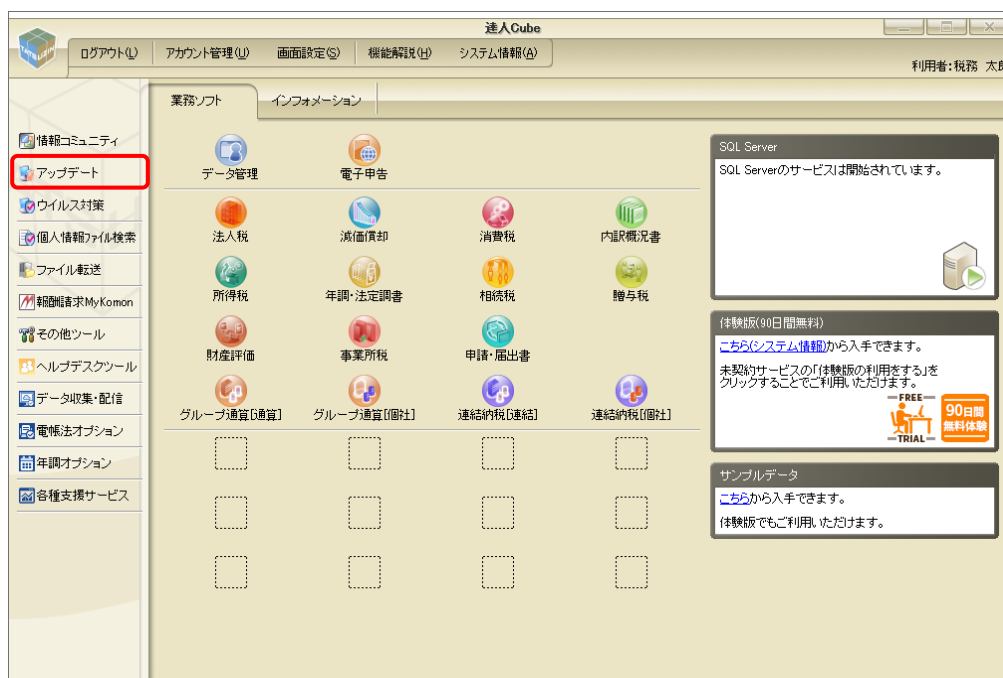 達人Cube
TATSUZIN
ログアウト(L) アカウント管理(U) 画面設定(S) 機能解説(H) システム情報(A)
利用者:税務 太郎
業務ソフト インフォメーション
情報コミュニティ
アップデート
ウイルス対策
個人情報ファイル検索
ファイル転送
報酬請求MyKomon
その他ツール
ヘルプデスクツール
データ収集・配信
電帳法オプション
年調オプション
各種支援サービス
データ管理 電子申告
法人税 減価償却 消費税 内訳概況書
所得税 年調・法定調書 相続税 贈与税
財産評価 事業所税 申請・届出書
グループ通算[通算] グループ通算[個社] 連結納税[連結] 連結納税[個社]
SQL Server
SQL Serverのサービスは開始されています。
体験版(90日間無料)
こちら(システム情報)から入手できます。
未契約サービスの「体験版の利用をする」を
クリックすることでご利用いただけます。
FREE
TRIAL
90日間
無料体験
サンプルデータ
こちらから入手できます。
体験版でもご利用いただけます。